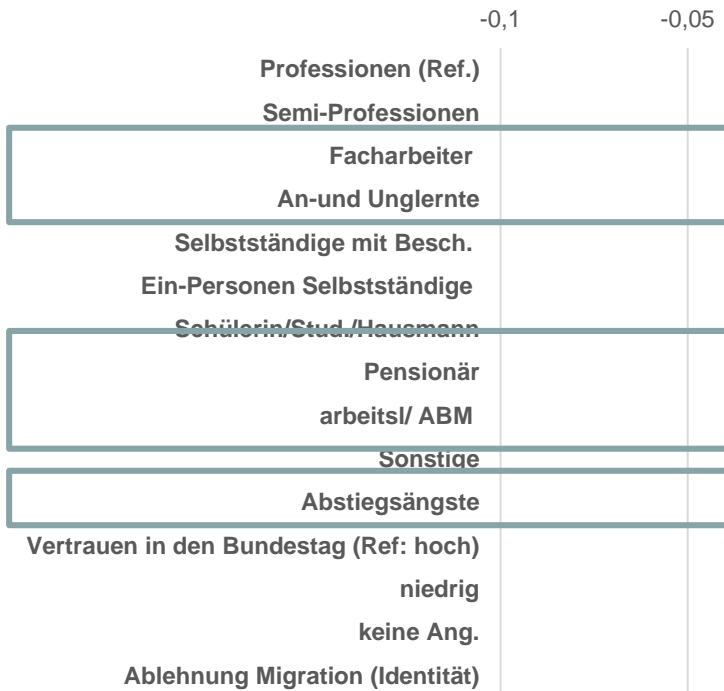 -0,1 -0,05
Professionen (Ref.)
Semi-Professionen
Facharbeiter
An-und Unglernte
Selbstständige mit Besch.
Ein-Personen Selbstständige
Schülerin/Stud./Hausmann
Pensionär
arbeitsl/ ABM
Sonstige
Abstiegsängste
Vertrauen in den Bundestag (Ref: hoch)
niedrig
keine Ang.
Ablehnung Migration (Identität)